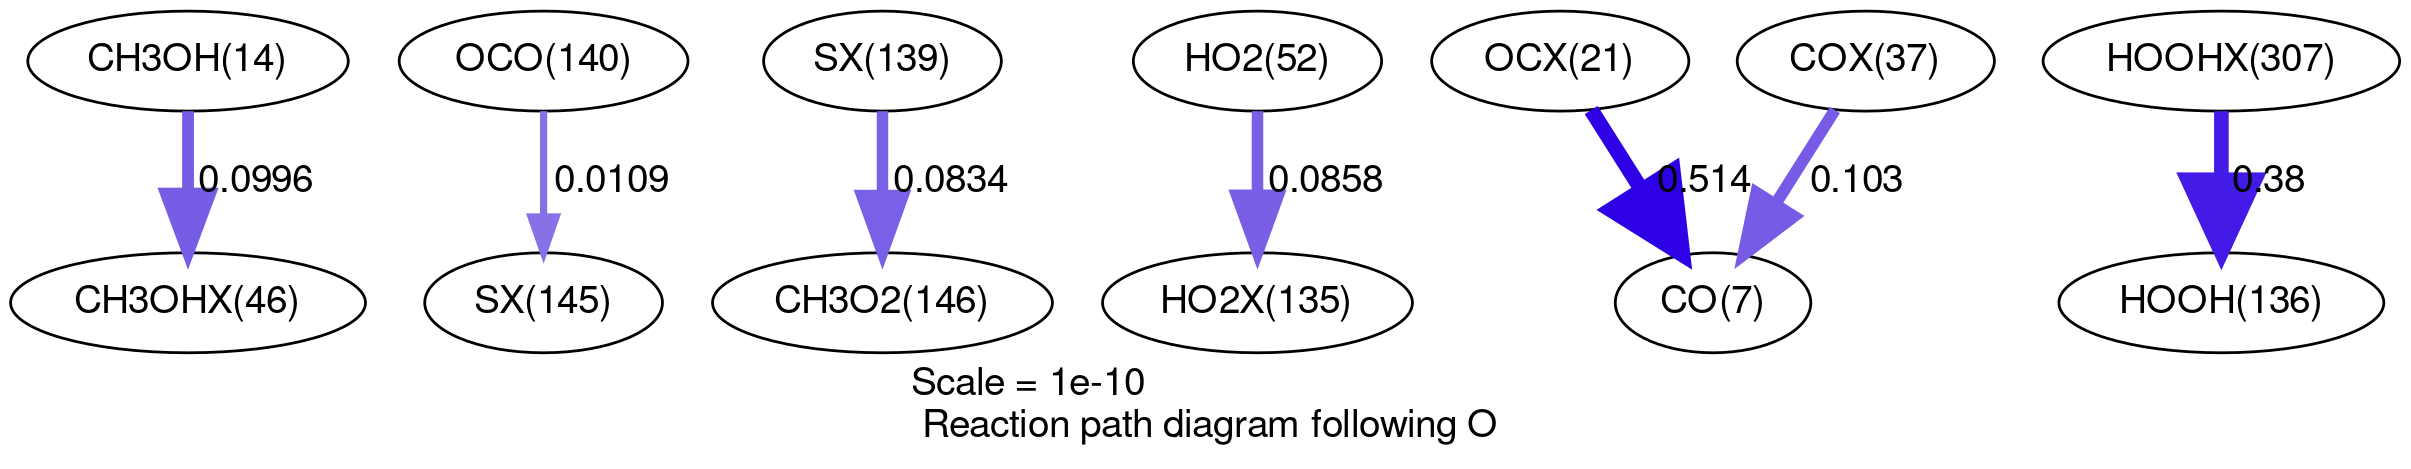 CH3OH(14)
OCO(140)
SX(139)
HO2(52)
OCX(21)
COX(37)
HOOHX(307)
0.0996
0.0109
0.0834
0.0858
0.514
0.103
0.38
CH3OHX(46)
SX(145)
CH3O2(146)
HO2X(135)
CO(7)
HOOH(136)
Scale = 1e-10
Reaction path diagram following O